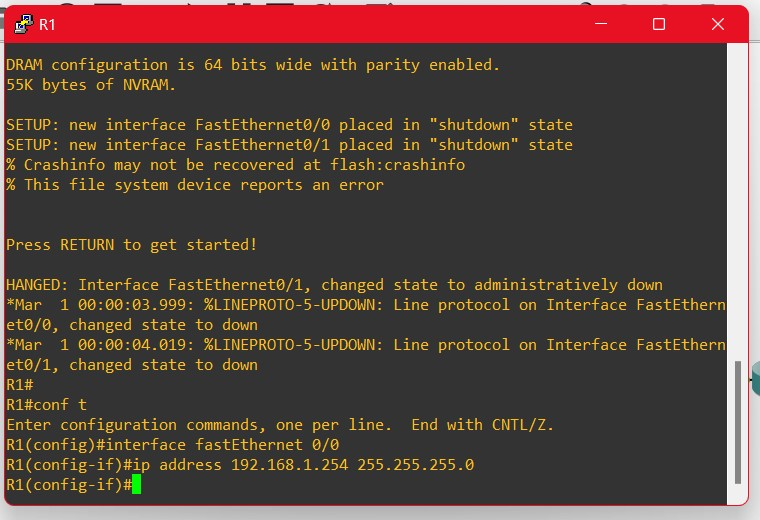 R1
DRAM configuration is 64 bits wide with parity enabled.
55K bytes of NVRAM.
SETUP: new interface FastEthernet0/0 placed in "shutdown" state
SETUP: new interface FastEthernet0/1 placed in "shutdown" state
% Crashinfo may not be recovered at flash:crashinfo
% This file system device reports an error
Press RETURN to get started!
HANGED: Interface FastEthernet0/1, changed state to administratively down
*Mar  1 00:00:03.999: %LINEPROTO-5-UPDOWN: Line protocol on Interface FastEthern
et0/0, changed state to down
*Mar  1 00:00:04.019: %LINEPROTO-5-UPDOWN: Line protocol on Interface FastEthern
et0/1, changed state to down
R1#
R1#conf t
Enter configuration commands, one per line.  End with CNTL/Z.
R1(config)#interface fastEthernet 0/0
R1(config-if)#ip address 192.168.1.254 255.255.255.0
R1(config-if)#